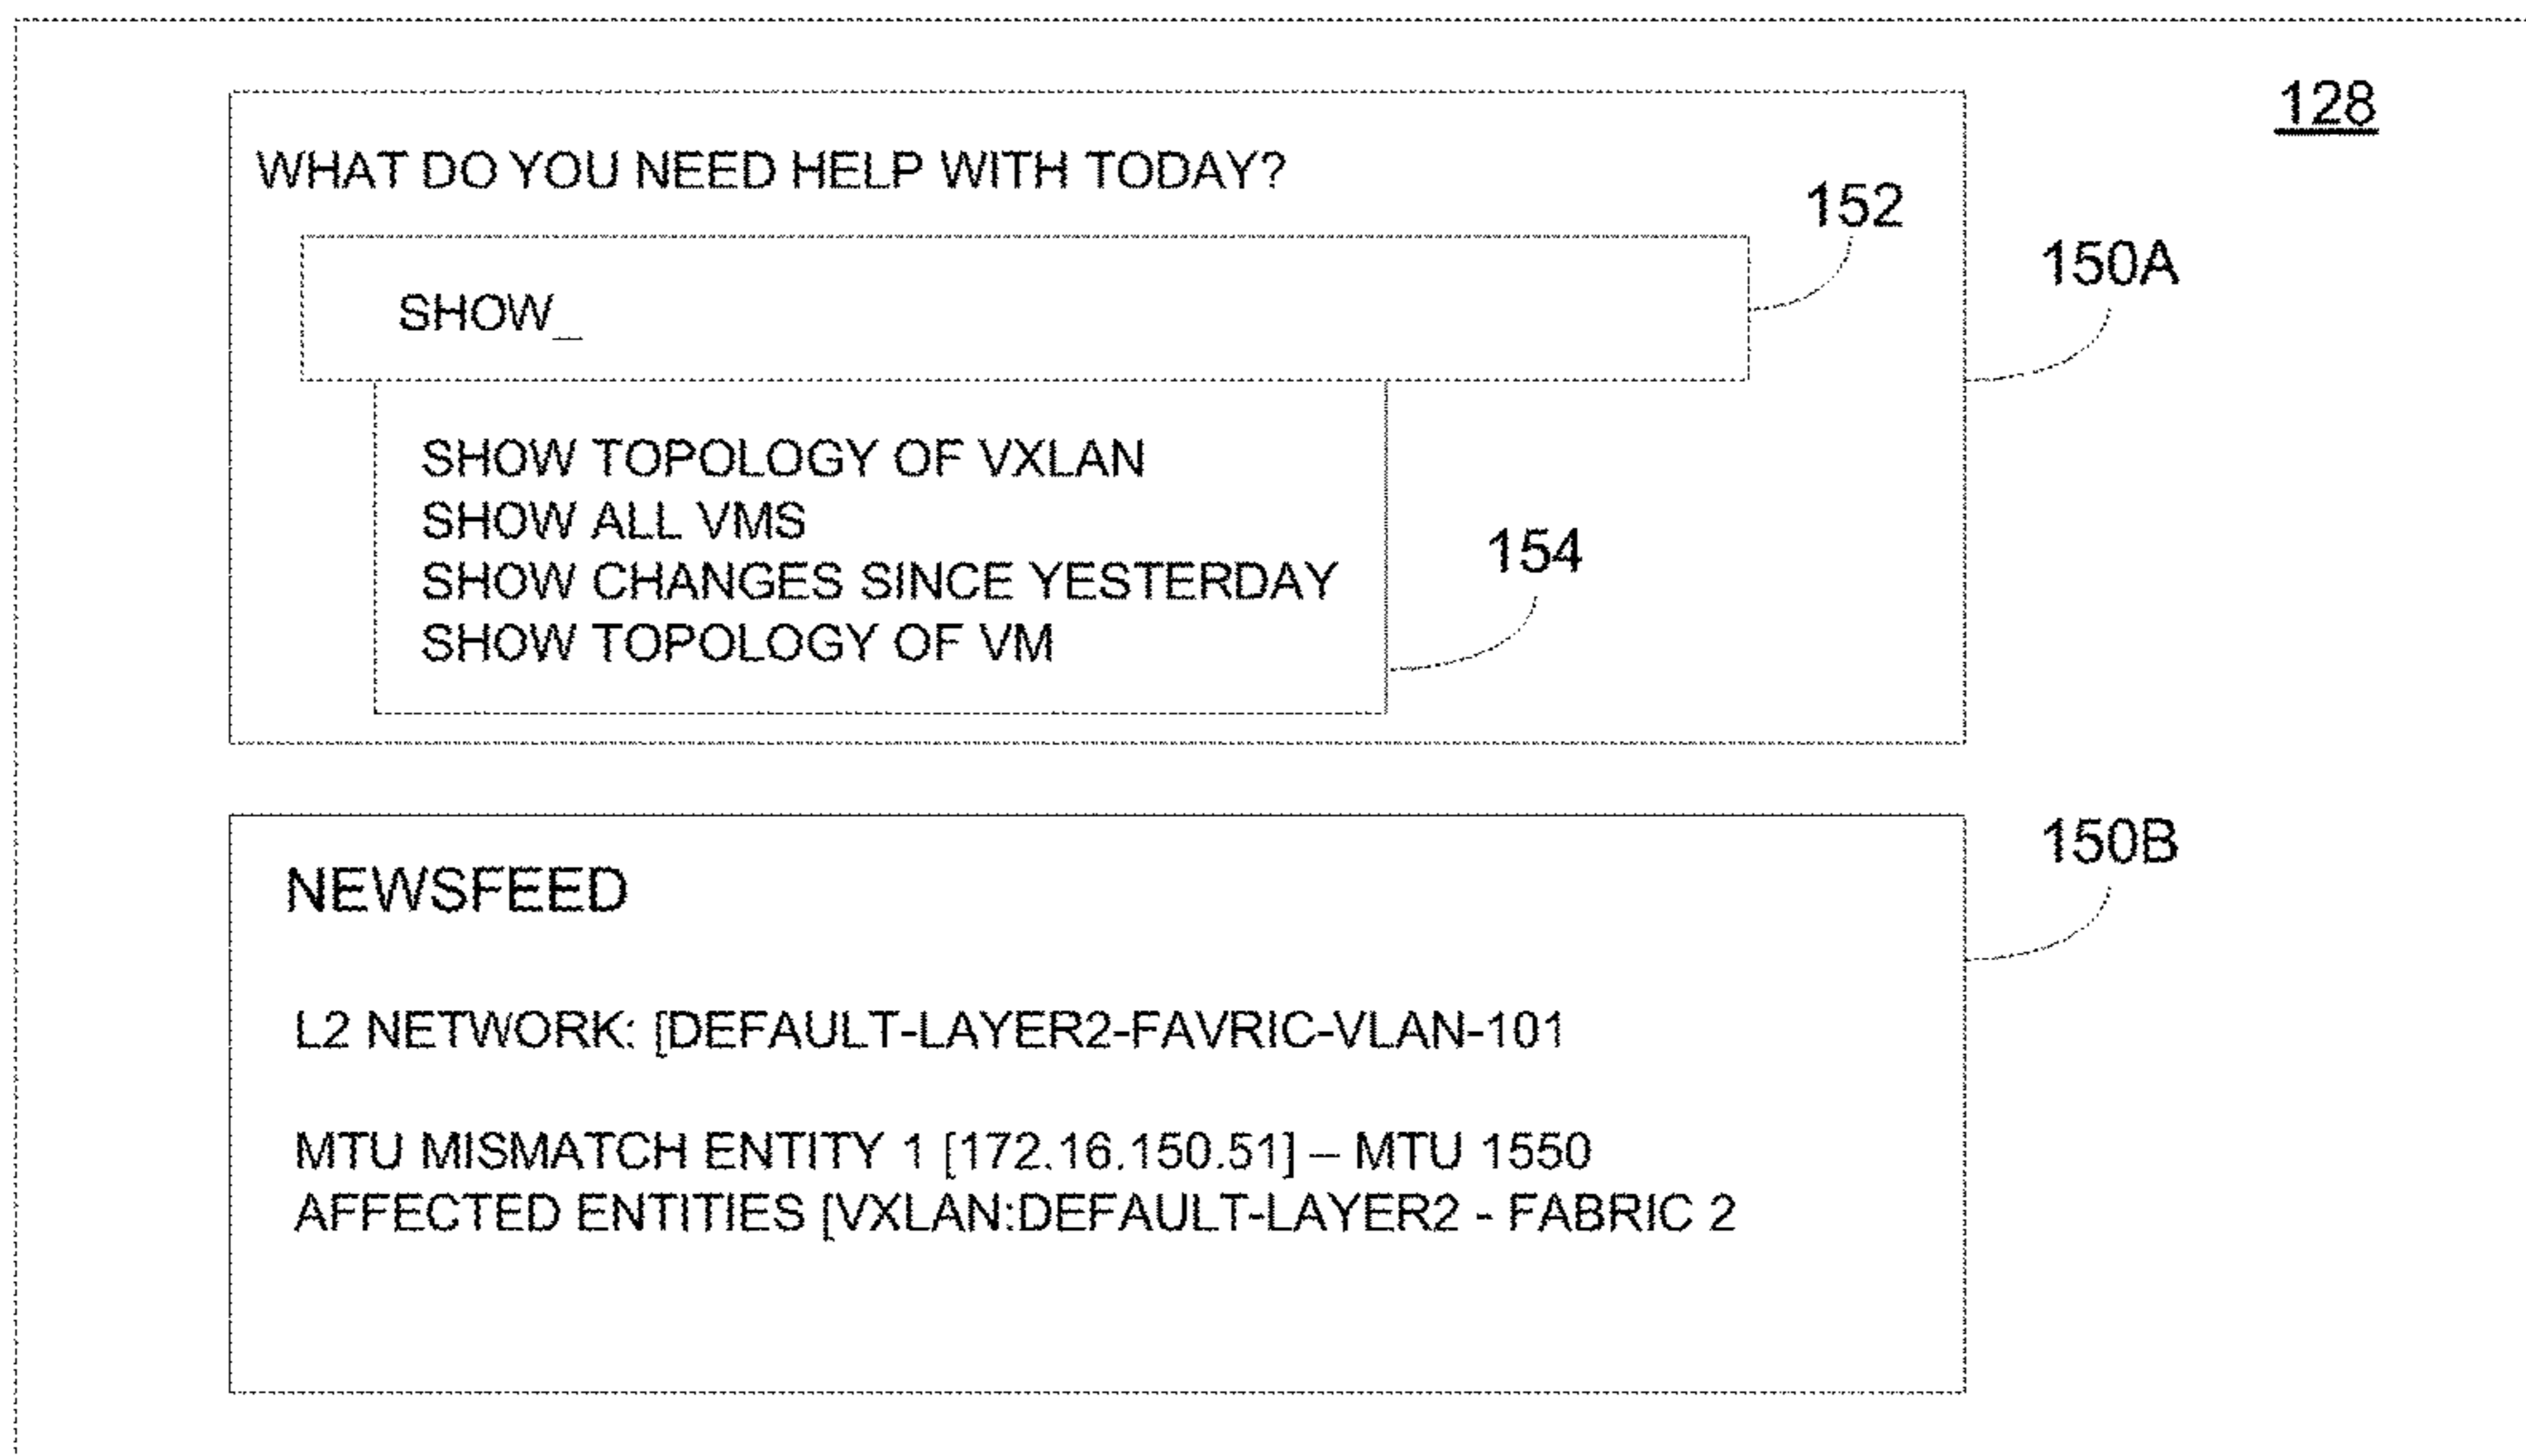 128
WHAT DO YOU NEED HELP WITH TODAY?
152
150A
SHOW_
SHOW TOPOLOGY OF VXLAN
SHOW ALL VMS
SHOW CHANGES SINCE YESTERDAY
SHOW TOPOLOGY OF VM
154
150B
NEWSFEED
L2 NETWORK: [DEFAULT-LAYER2-FAVRIC-VLAN-101
MTU MISMATCH ENTITY 1 [172.16.150.51] – MTU 1550
AFFECTED ENTITIES [VXLAN:DEFAULT-LAYER2 - FABRIC 2